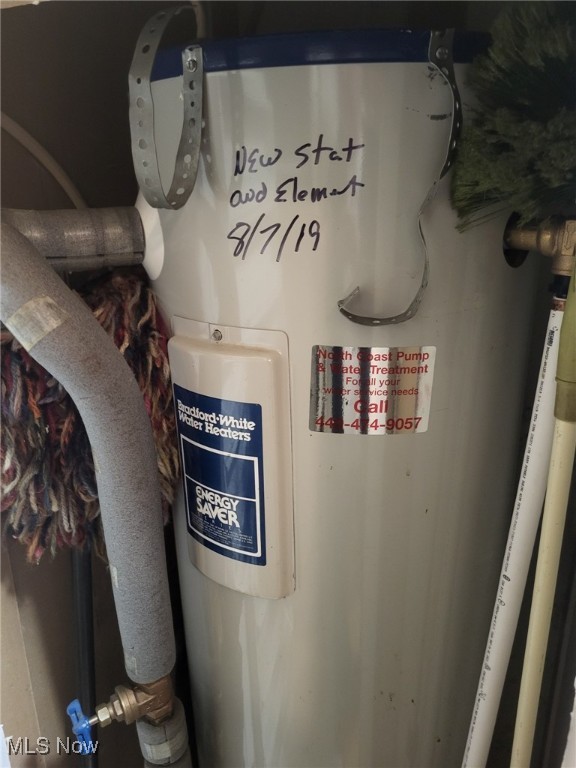 New Stat
and Element
8/7/19
North Coast Pump
& Water Treatment
For all your
water service needs
Call
Bradford-White
Water Heaters
ENERGY
SAVER
MLS Now